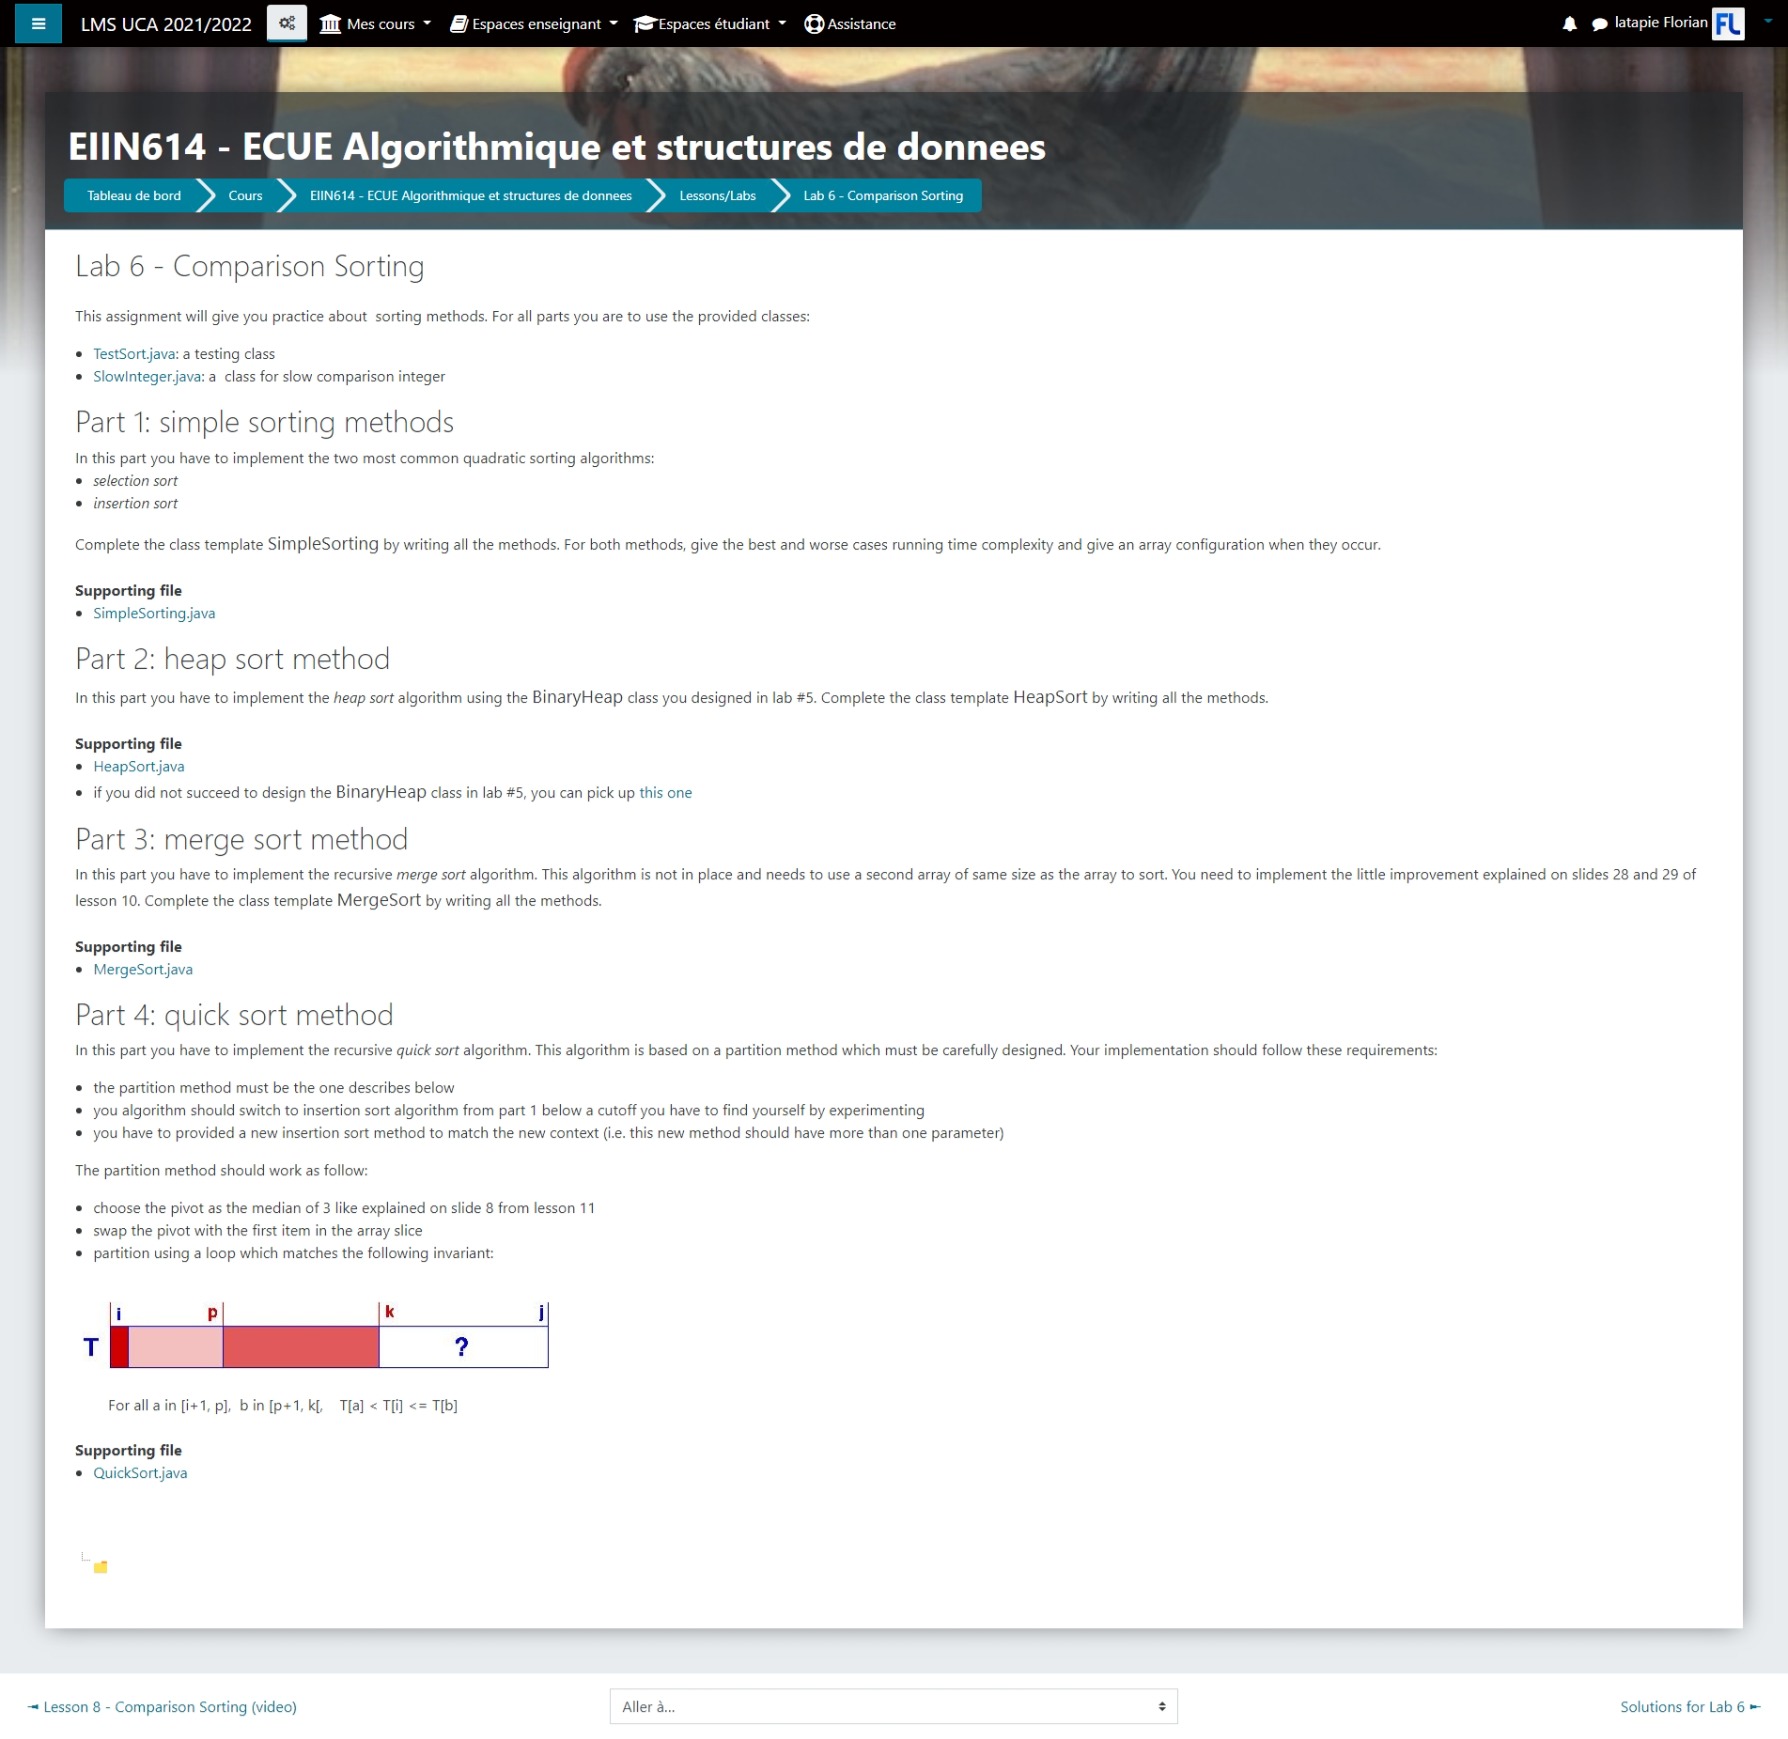 LMS UCA 2021/2022 Mes cours Espaces enseignant Espaces étudiant Assistance latapie Florian FL
EIIN614 - ECUE Algorithmique et structures de donnees
Tableau de bord Cours EIIN614 - ECUE Algorithmique et structures de donnees Lessons/Labs Lab 6 - Comparison Sorting
Lab 6 - Comparison Sorting
This assignment will give you practice about sorting methods. For all parts you are to use the provided classes:
• TestSort.java: a testing class
• SlowInteger.java: a class for slow comparison integer
Part 1: simple sorting methods
In this part you have to implement the two most common quadratic sorting algorithms:
• selection sort
• insertion sort
Complete the class template SimpleSorting by writing all the methods. For both methods, give the best and worse cases running time complexity and give an array configuration when they occur.
Supporting file
• SimpleSorting.java
Part 2: heap sort method
In this part you have to implement the heap sort algorithm using the BinaryHeap class you designed in lab #5. Complete the class template HeapSort by writing all the methods.
Supporting file
• HeapSort.java
• if you did not succeed to design the BinaryHeap class in lab #5, you can pick up this one
Part 3: merge sort method
In this part you have to implement the recursive merge sort algorithm. This algorithm is not in place and needs to use a second array of same size as the array to sort. You need to implement the little improvement explained on slides 28 and 29 of
lesson 10. Complete the class template MergeSort by writing all the methods.
Supporting file
• MergeSort.java
Part 4: quick sort method
In this part you have to implement the recursive quick sort algorithm. This algorithm is based on a partition method which must be carefully designed. Your implementation should follow these requirements:
• the partition method must be the one describes below
• you algorithm should switch to insertion sort algorithm from part 1 below a cutoff you have to find yourself by experimenting
• you have to provided a new insertion sort method to match the new context (i.e. this new method should have more than one parameter)
The partition method should work as follow:
• choose the pivot as the median of 3 like explained on slide 8 from lesson 11
• swap the pivot with the first item in the array slice
• partition using a loop which matches the following invariant:
i p k j
T ?
For all a in [i+1, p], b in [p+1, k[, T[a] < T[i] <= T[b]
Supporting file
• QuickSort.java
◄ Lesson 8 - Comparison Sorting (video) Aller à... Solutions for Lab 6 ►